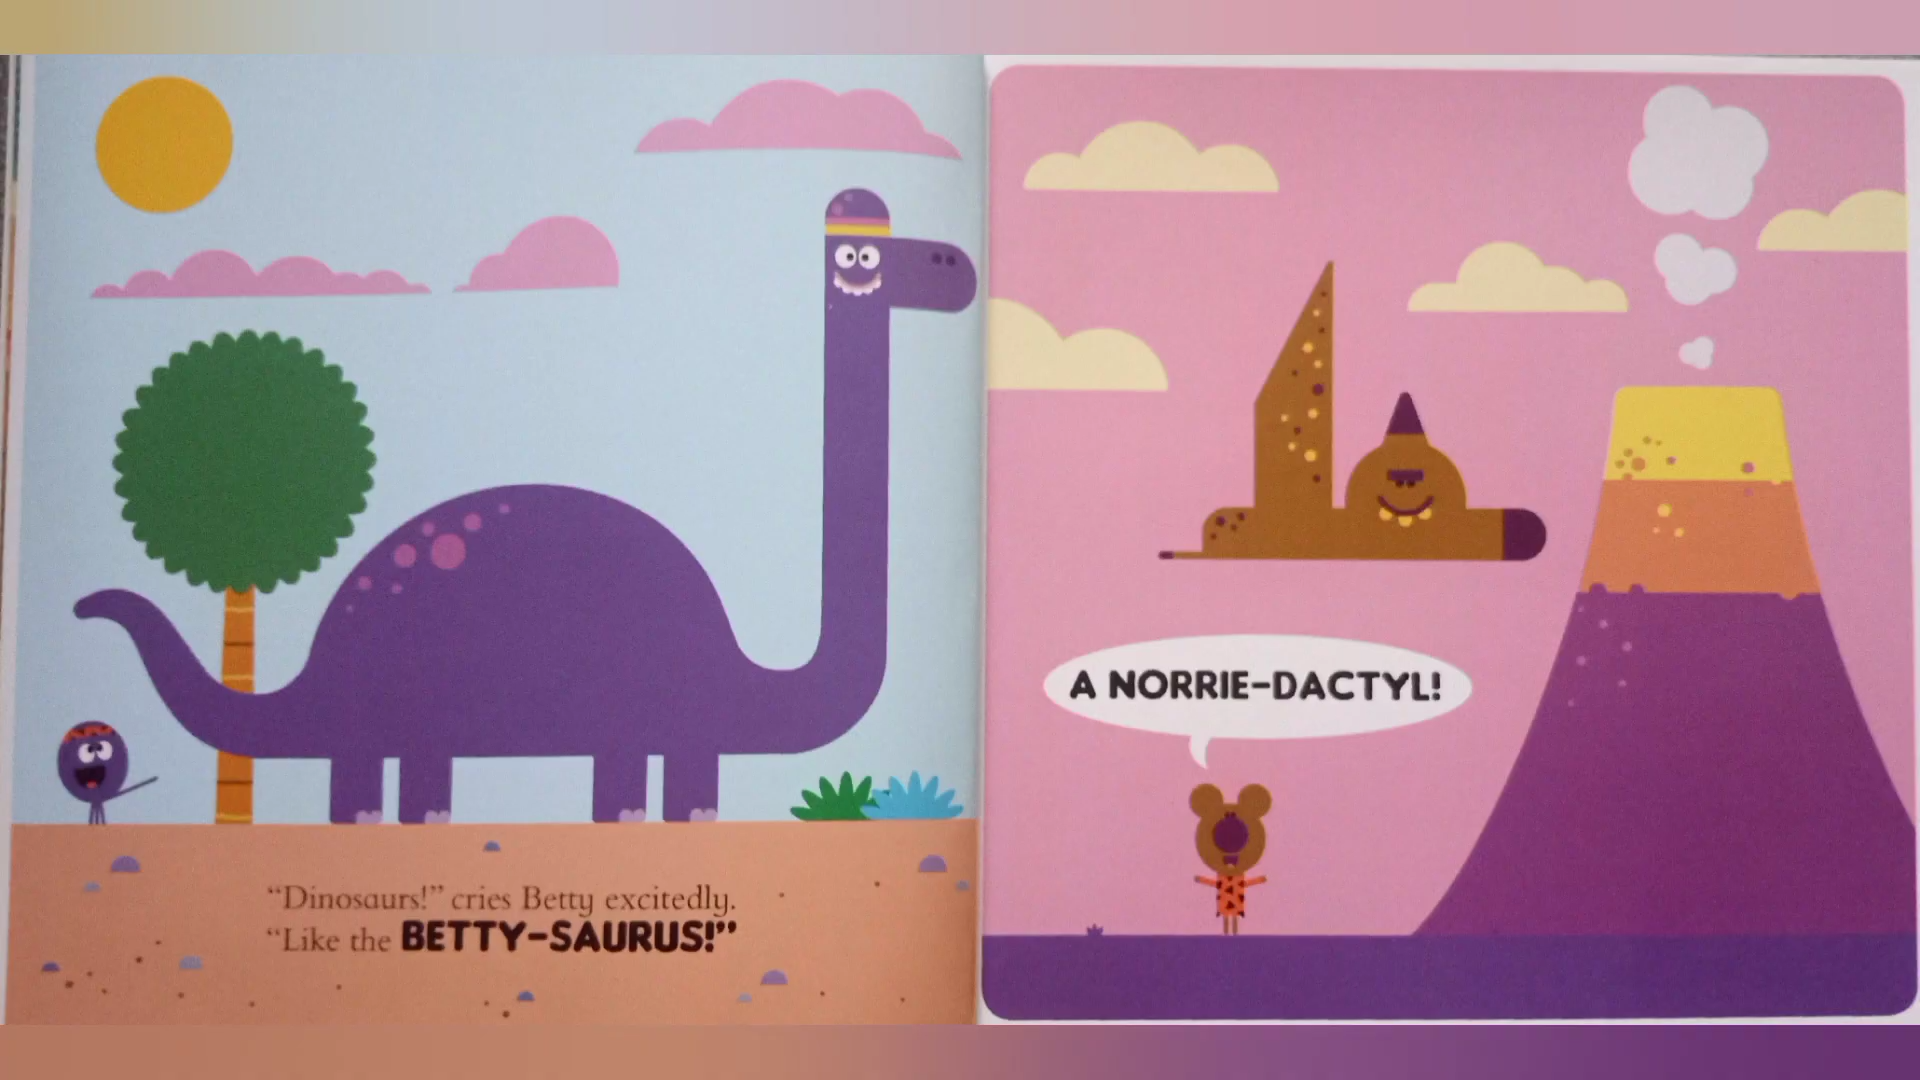 “Dinosaurs!” cries Betty excitedly.
“Like the BETTY-SAURUS!”
A NORRIE-DACTYL!